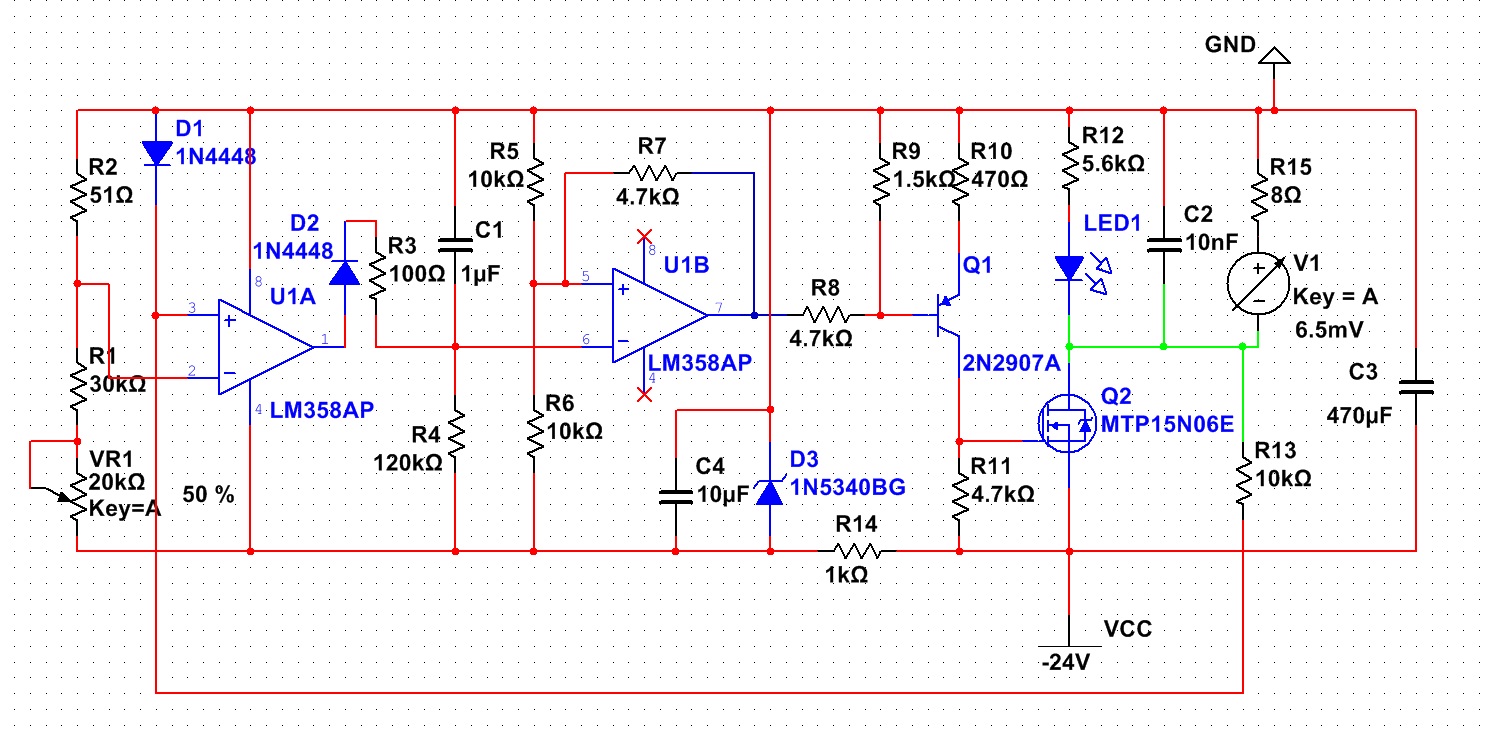 GND
D1
1N4448
R2
51Ω
R5
10kΩ
R7
4.7kΩ
R9
1.5kΩ
R10
470Ω
R12
5.6kΩ
R15
8Ω
D2
1N4448
R3
100Ω
C1
1µF
8
U1B
5
7
6
4
LM358AP
R8
4.7kΩ
Q1
2N2907A
LED1
C2
10nF
V1
Key = A
6.5mV
8
U1A
3
1
2
4
LM358AP
R1
30kΩ
C3
470µF
Q2
MTP15N06E
R4
120kΩ
R6
10kΩ
VR1
20kΩ
Key=A
50 %
C4
10µF
D3
1N5340BG
R11
4.7kΩ
R13
10kΩ
R14
1kΩ
VCC
-24V